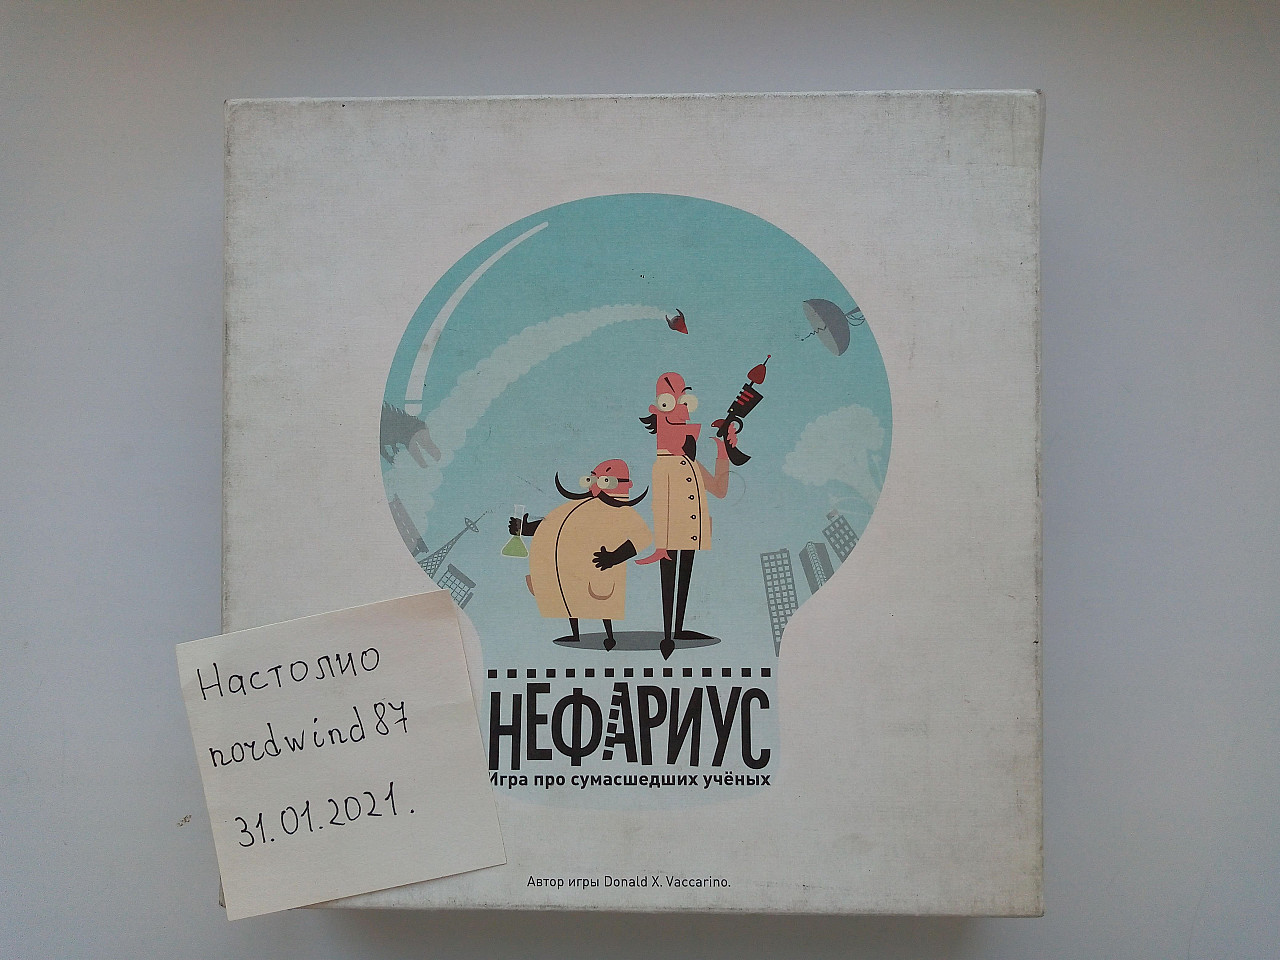 НЕФАРИУС
Игра про сумасшедших учёных
Автор игры Donald X. Vaccarino.
Настолио
nordwind87
31.01.2021.